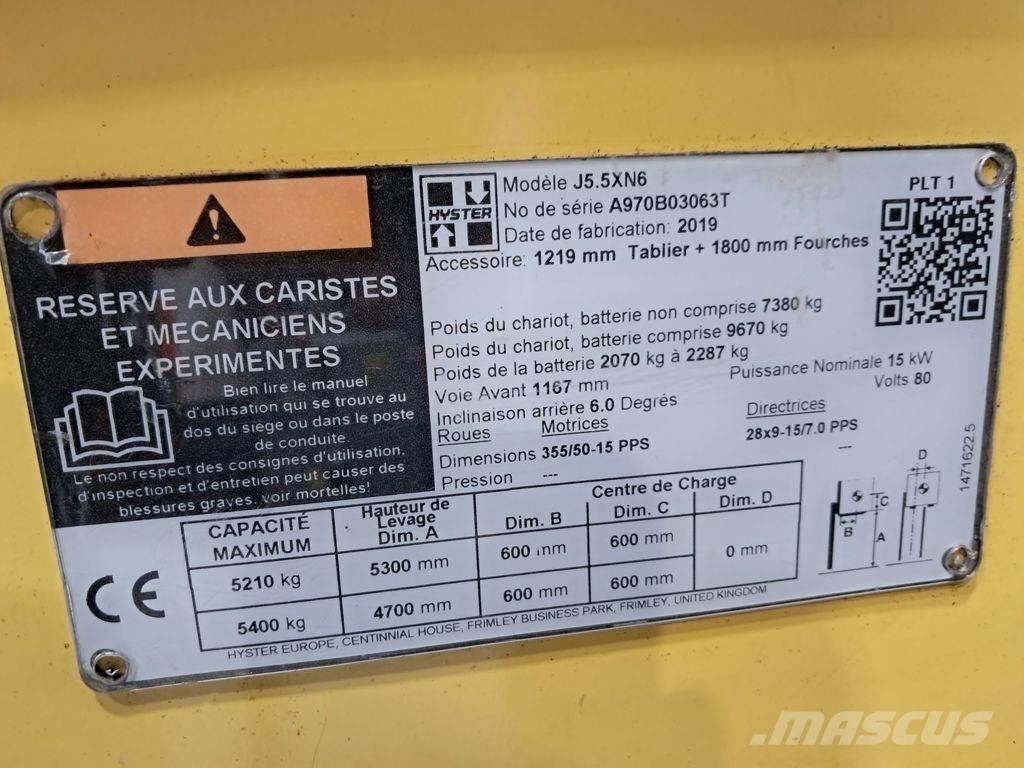 RESERVE AUX CARISTES
ET MECANICIENS
EXPERIMENTES
Bien lire le manuel
d'utilisation qui se trouve au
dos du siege ou dans le poste
de conduite.
Le non respect des consignes d'utilisation,
d'inspection et d'entretien peut causer des
blessures graves, voir mortelles!
HYSTER
Modèle J5.5XN6
No de série A970B03063T
Date de fabrication: 2019
Accessoire: 1219 mm Tablier + 1800 mm Fourches
PLT 1
Poids du chariot, batterie non comprise 7380 kg
Poids du chariot, batterie comprise 9670 kg
Poids de la batterie 2070 kg à 2287 kg
Puissance Nominale 15 kW
Voie Avant 1167 mm
Volts 80
Inclinaison arrière 6.0 Degrés
Roues Motrices Directrices
Dimensions 355/50-15 PPS 28x9-15/7.0 PPS
Pression --- ---
CAPACITÉ MAXIMUM
Hauteur de Levage Dim. A
Centre de Charge
Dim. B Dim. C Dim. D
5210 kg 5300 mm 600 mm 600 mm 0 mm
5400 kg 4700 mm 600 mm 600 mm
D
C
B
A
1471622.5
CE
HYSTER EUROPE, CENTINNIAL HOUSE, FRIMLEY BUSINESS PARK, FRIMLEY, UNITED KINGDOM
MASCUS